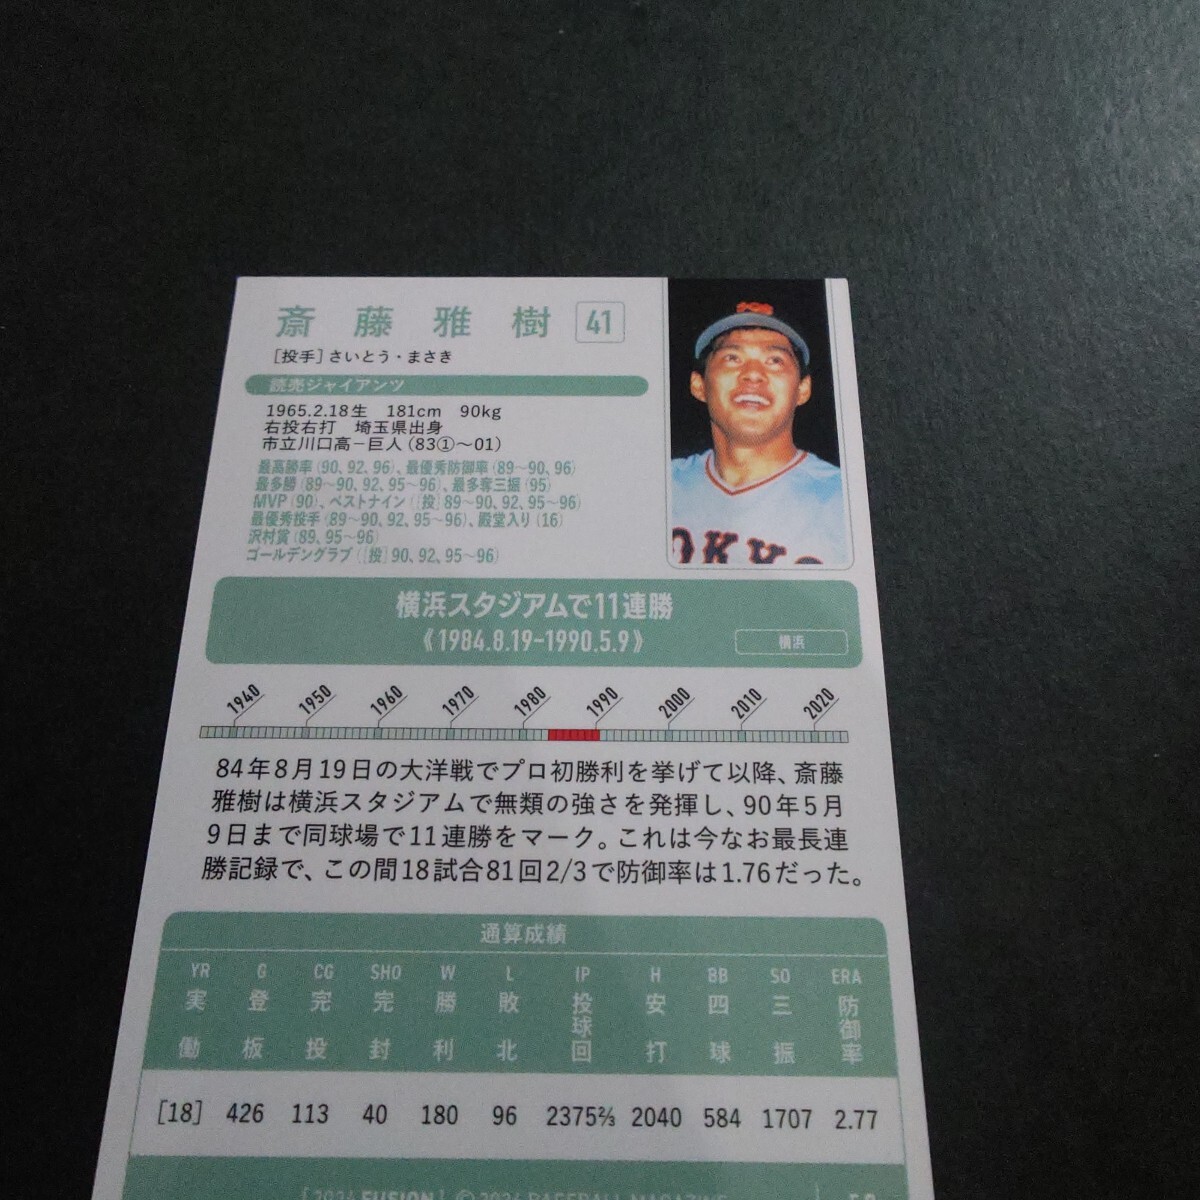 斎藤雅樹 41
[投手]さいとう・まさき
読売ジャイアンツ
1965.2.18生 181cm 90kg
右投右打 埼玉県出身
市立川口高－巨人(83①〜01)
最高勝率(90、92、96)、最優秀防御率(89〜90、96)
最多勝(89〜90、92、95〜96)、最多奪三振(95)
MVP(90)、ベストナイン([投]89〜90、92、95〜96)
最優秀投手(89〜90、92、95〜96)、殿堂入り(16)
沢村賞(89、95〜96)
ゴールデングラブ([投]90、92、95〜96)
横浜スタジアムで11連勝
《1984.8.19-1990.5.9》
横浜
1940 1950 1960 1970 1980 1990 2000 2010 2020
84年8月19日の大洋戦でプロ初勝利を挙げて以降、斎藤
雅樹は横浜スタジアムで無類の強さを発揮し、90年5月
9日まで同球場で11連勝をマーク。これは今なお最長連
勝記録で、この間18試合81回2/3で防御率は1.76だった。
通算成績
YR G CG SHO W L IP H BB SO ERA
実働 登板 完投 完封 勝利 敗北 投球回 安打 四球 三振 防御率
[18] 426 113 40 180 96 2375⅔ 2040 584 1707 2.77
[2024 FUSION] ©2024 BASEBALL MAGAZINE